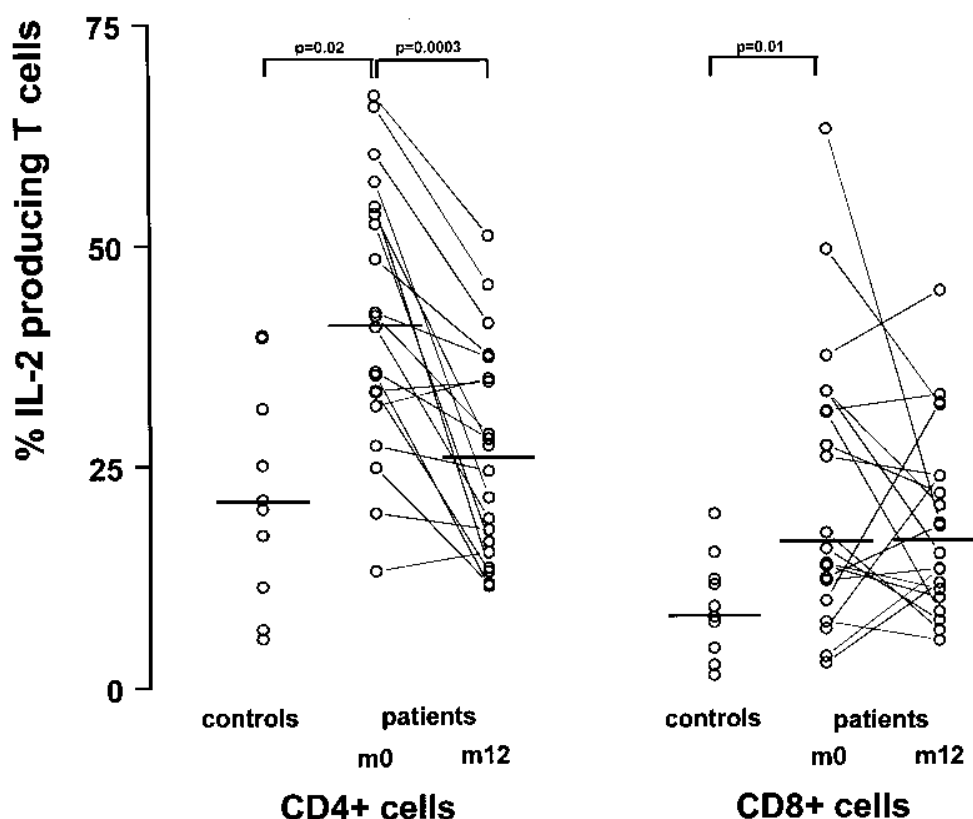 % IL-2 producing T cells
75
50
25
0
p=0.02
p=0.0003
p=0.01
controls
patients
m0
m12
CD4+ cells
controls
patients
m0
m12
CD8+ cells